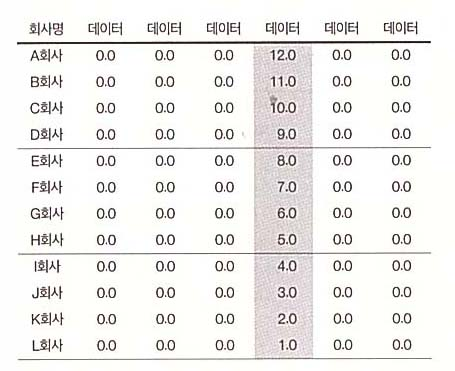 회사명 데이터 데이터 데이터 데이터 데이터 데이터
A회사 0.0 0.0 0.0 12.0 0.0 0.0
B회사 0.0 0.0 0.0 11.0 0.0 0.0
C회사 0.0 0.0 0.0 10.0 0.0 0.0
D회사 0.0 0.0 0.0 9.0 0.0 0.0
E회사 0.0 0.0 0.0 8.0 0.0 0.0
F회사 0.0 0.0 0.0 7.0 0.0 0.0
G회사 0.0 0.0 0.0 6.0 0.0 0.0
H회사 0.0 0.0 0.0 5.0 0.0 0.0
I회사 0.0 0.0 0.0 4.0 0.0 0.0
J회사 0.0 0.0 0.0 3.0 0.0 0.0
K회사 0.0 0.0 0.0 2.0 0.0 0.0
L회사 0.0 0.0 0.0 1.0 0.0 0.0